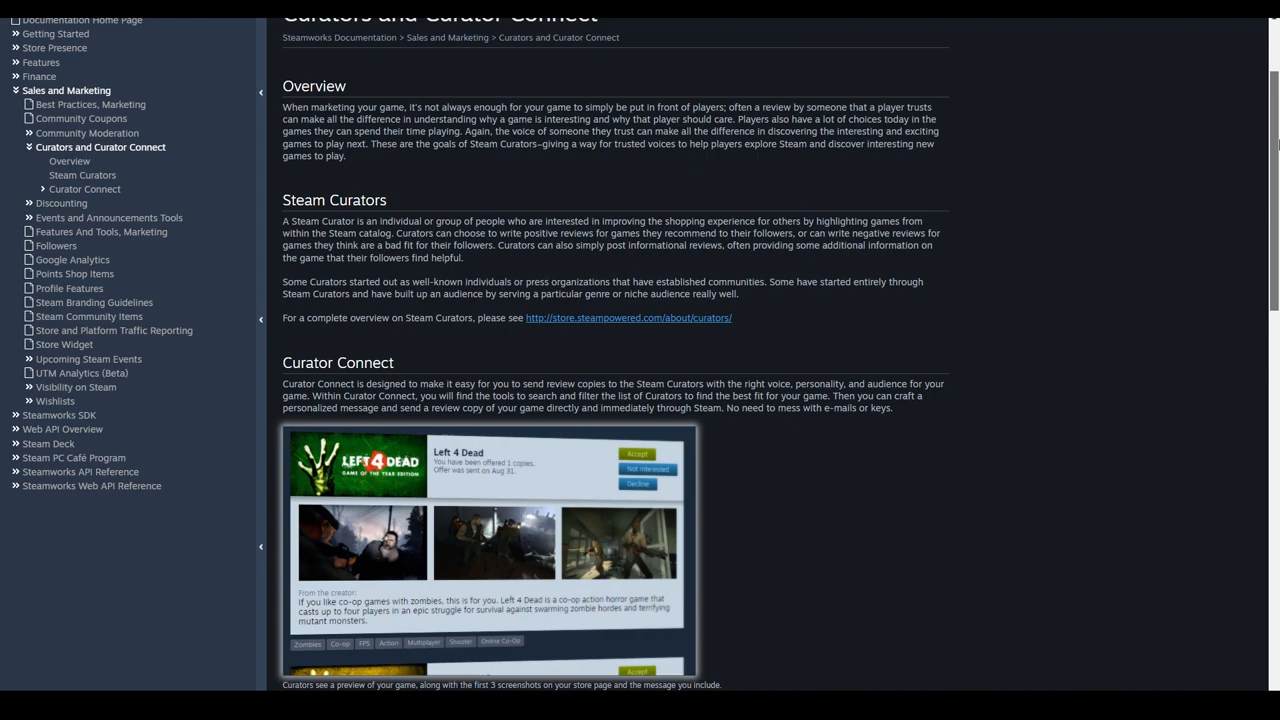 Documentation Home Page
Getting Started
Store Presence
Features
Finance
Sales and Marketing
Best Practices, Marketing
Community Coupons
Community Moderation
Curators and Curator Connect
Overview
Steam Curators
Curator Connect
Discounting
Events and Announcements Tools
Features And Tools, Marketing
Followers
Google Analytics
Points Shop Items
Profile Features
Steam Branding Guidelines
Steam Community Items
Store and Platform Traffic Reporting
Store Widget
Upcoming Steam Events
UTM Analytics (Beta)
Visibility on Steam
Wishlists
Steamworks SDK
Web API Overview
Steam Deck
Steam PC Café Program
Steamworks API Reference
Steamworks Web API Reference
Curators and Curator Connect
Steamworks Documentation > Sales and Marketing > Curators and Curator Connect
Overview
When marketing your game, it's not always enough for your game to simply be put in front of players; often a review by someone that a player trusts
can make all the difference in understanding why a game is interesting and why that player should care. Players also have a lot of choices today in the
games they can spend their time playing. Again, the voice of someone they trust can make all the difference in discovering the interesting and exciting
games to play next. These are the goals of Steam Curators–giving a way for trusted voices to help players explore Steam and discover interesting new
games to play.
Steam Curators
A Steam Curator is an individual or group of people who are interested in improving the shopping experience for others by highlighting games from
within the Steam catalog. Curators can choose to write positive reviews for games they recommend to their followers, or can write negative reviews for
games they think are a bad fit for their followers. Curators can also simply post informational reviews, often providing some additional information on
the game that their followers find helpful.
Some Curators started out as well-known individuals or press organizations that have established communities. Some have started entirely through
Steam Curators and have built up an audience by serving a particular genre or niche audience really well.
For a complete overview on Steam Curators, please see http://store.steampowered.com/about/curators/
Curator Connect
Curator Connect is designed to make it easy for you to send review copies to the Steam Curators with the right voice, personality, and audience for your
game. Within Curator Connect, you will find the tools to search and filter the list of Curators to find the best fit for your game. Then you can craft a
personalized message and send a review copy of your game directly and immediately through Steam. No need to mess with e-mails or keys.
LEFT 4 DEAD
GAME OF THE YEAR EDITION
Left 4 Dead
You have been offered 1 copies.
Offer was sent on Aug 31.
Accept
Not Interested
Decline
From the creator:
If you like co-op games with zombies, this is for you. Left 4 Dead is a co-op action horror game that
casts up to four players in an epic struggle for survival against swarming zombie hordes and terrifying
mutant monsters.
Zombies Co-op FPS Action Multiplayer Shooter Online Co-Op
Accept
Curators see a preview of your game, along with the first 3 screenshots on your store page and the message you include.